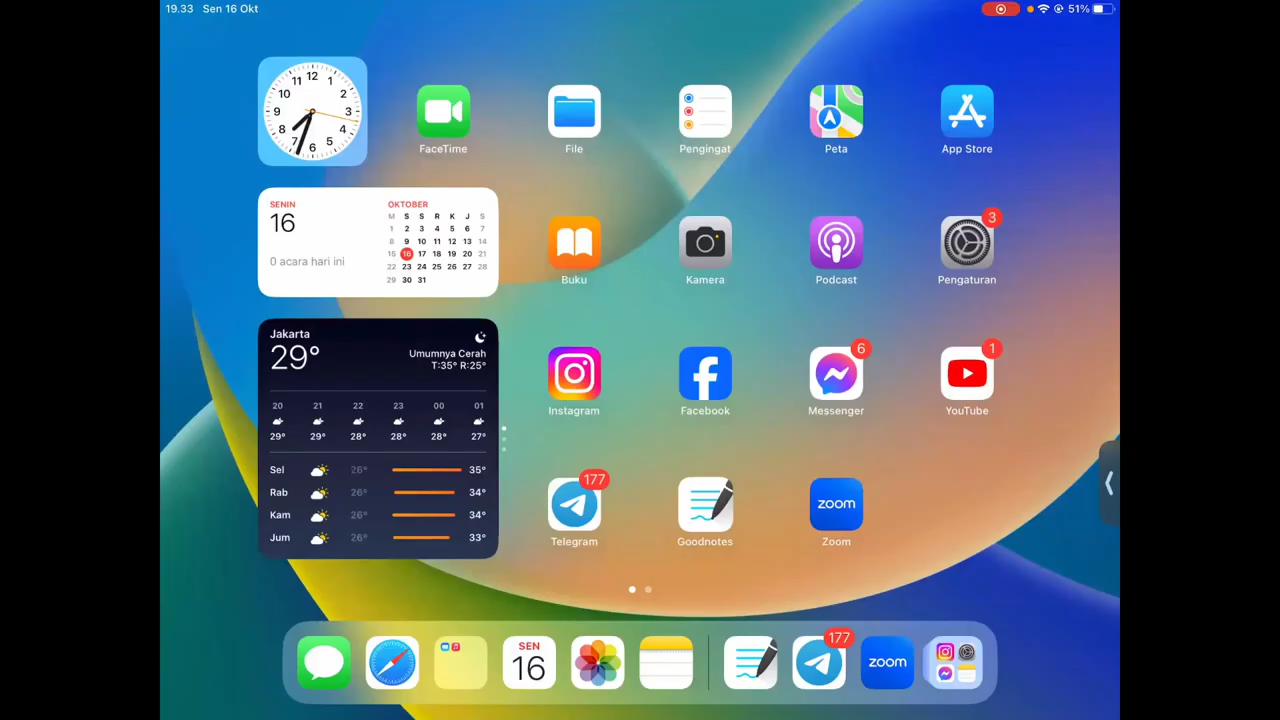 19.33 Sen 16 Okt
51%
12
11 1
10 2
9 3
8 4
7 5
6
FaceTime
File
Pengingat
Peta
App Store
SENIN
16
0 acara hari ini
OKTOBER
M S S R K J S
1 2 3 4 5 6 7
8 9 10 11 12 13 14
15 16 17 18 19 20 21
22 23 24 25 26 27 28
29 30 31
3
Buku
Kamera
Podcast
Pengaturan
Jakarta
29°
Umumnya Cerah
T:35° R:25°
20 21 22 23 00 01
29° 29° 28° 28° 28° 27°
Sel 26° 35°
Rab 26° 34°
Kam 26° 34°
Jum 26° 33°
6
1
Instagram
Facebook
Messenger
YouTube
177
zoom
Telegram
Goodnotes
Zoom
SEN
16
177
zoom